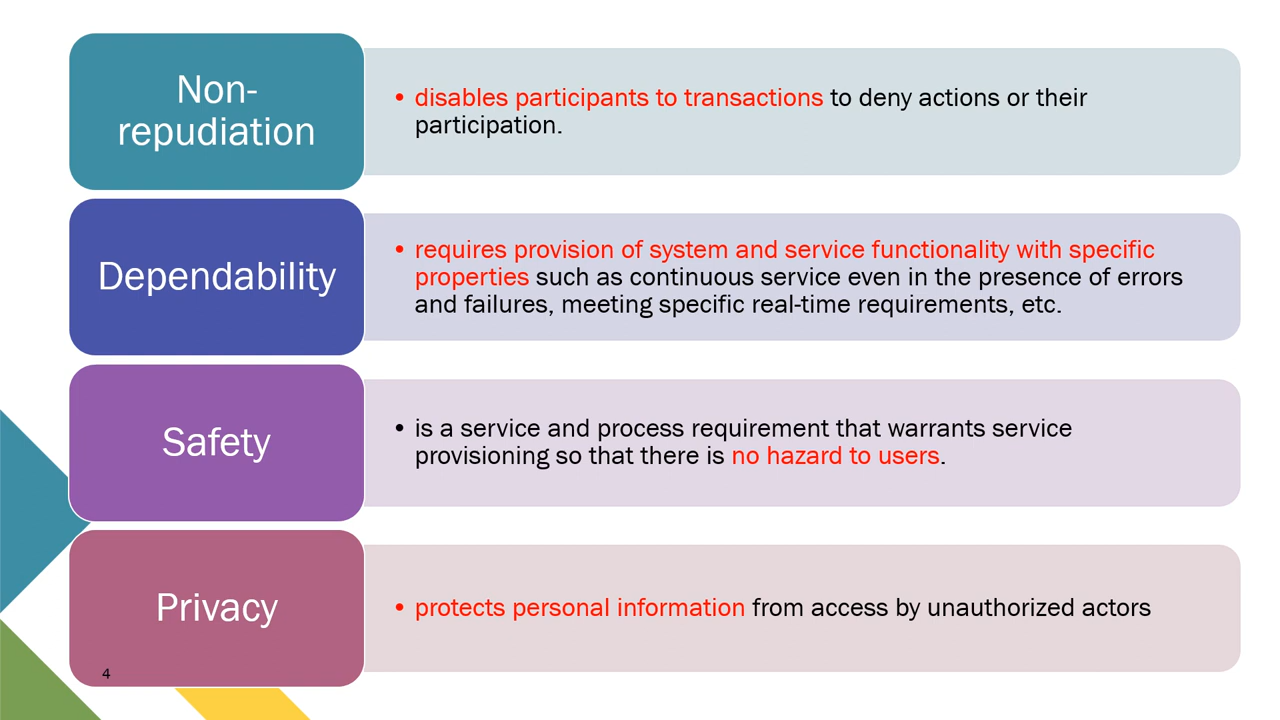 Non-
repudiation
• disables participants to transactions to deny actions or their
participation.
Dependability
• requires provision of system and service functionality with specific
properties such as continuous service even in the presence of errors
and failures, meeting specific real-time requirements, etc.
Safety
• is a service and process requirement that warrants service
provisioning so that there is no hazard to users.
Privacy
• protects personal information from access by unauthorized actors
4